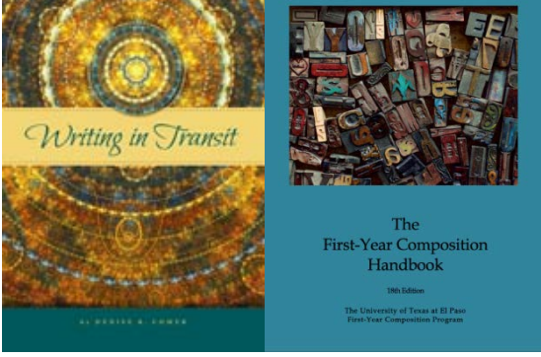 Writing in Transit
by DENISE K. COMER
The
First-Year Composition
Handbook
18th Edition
The University of Texas at El Paso
First-Year Composition Program